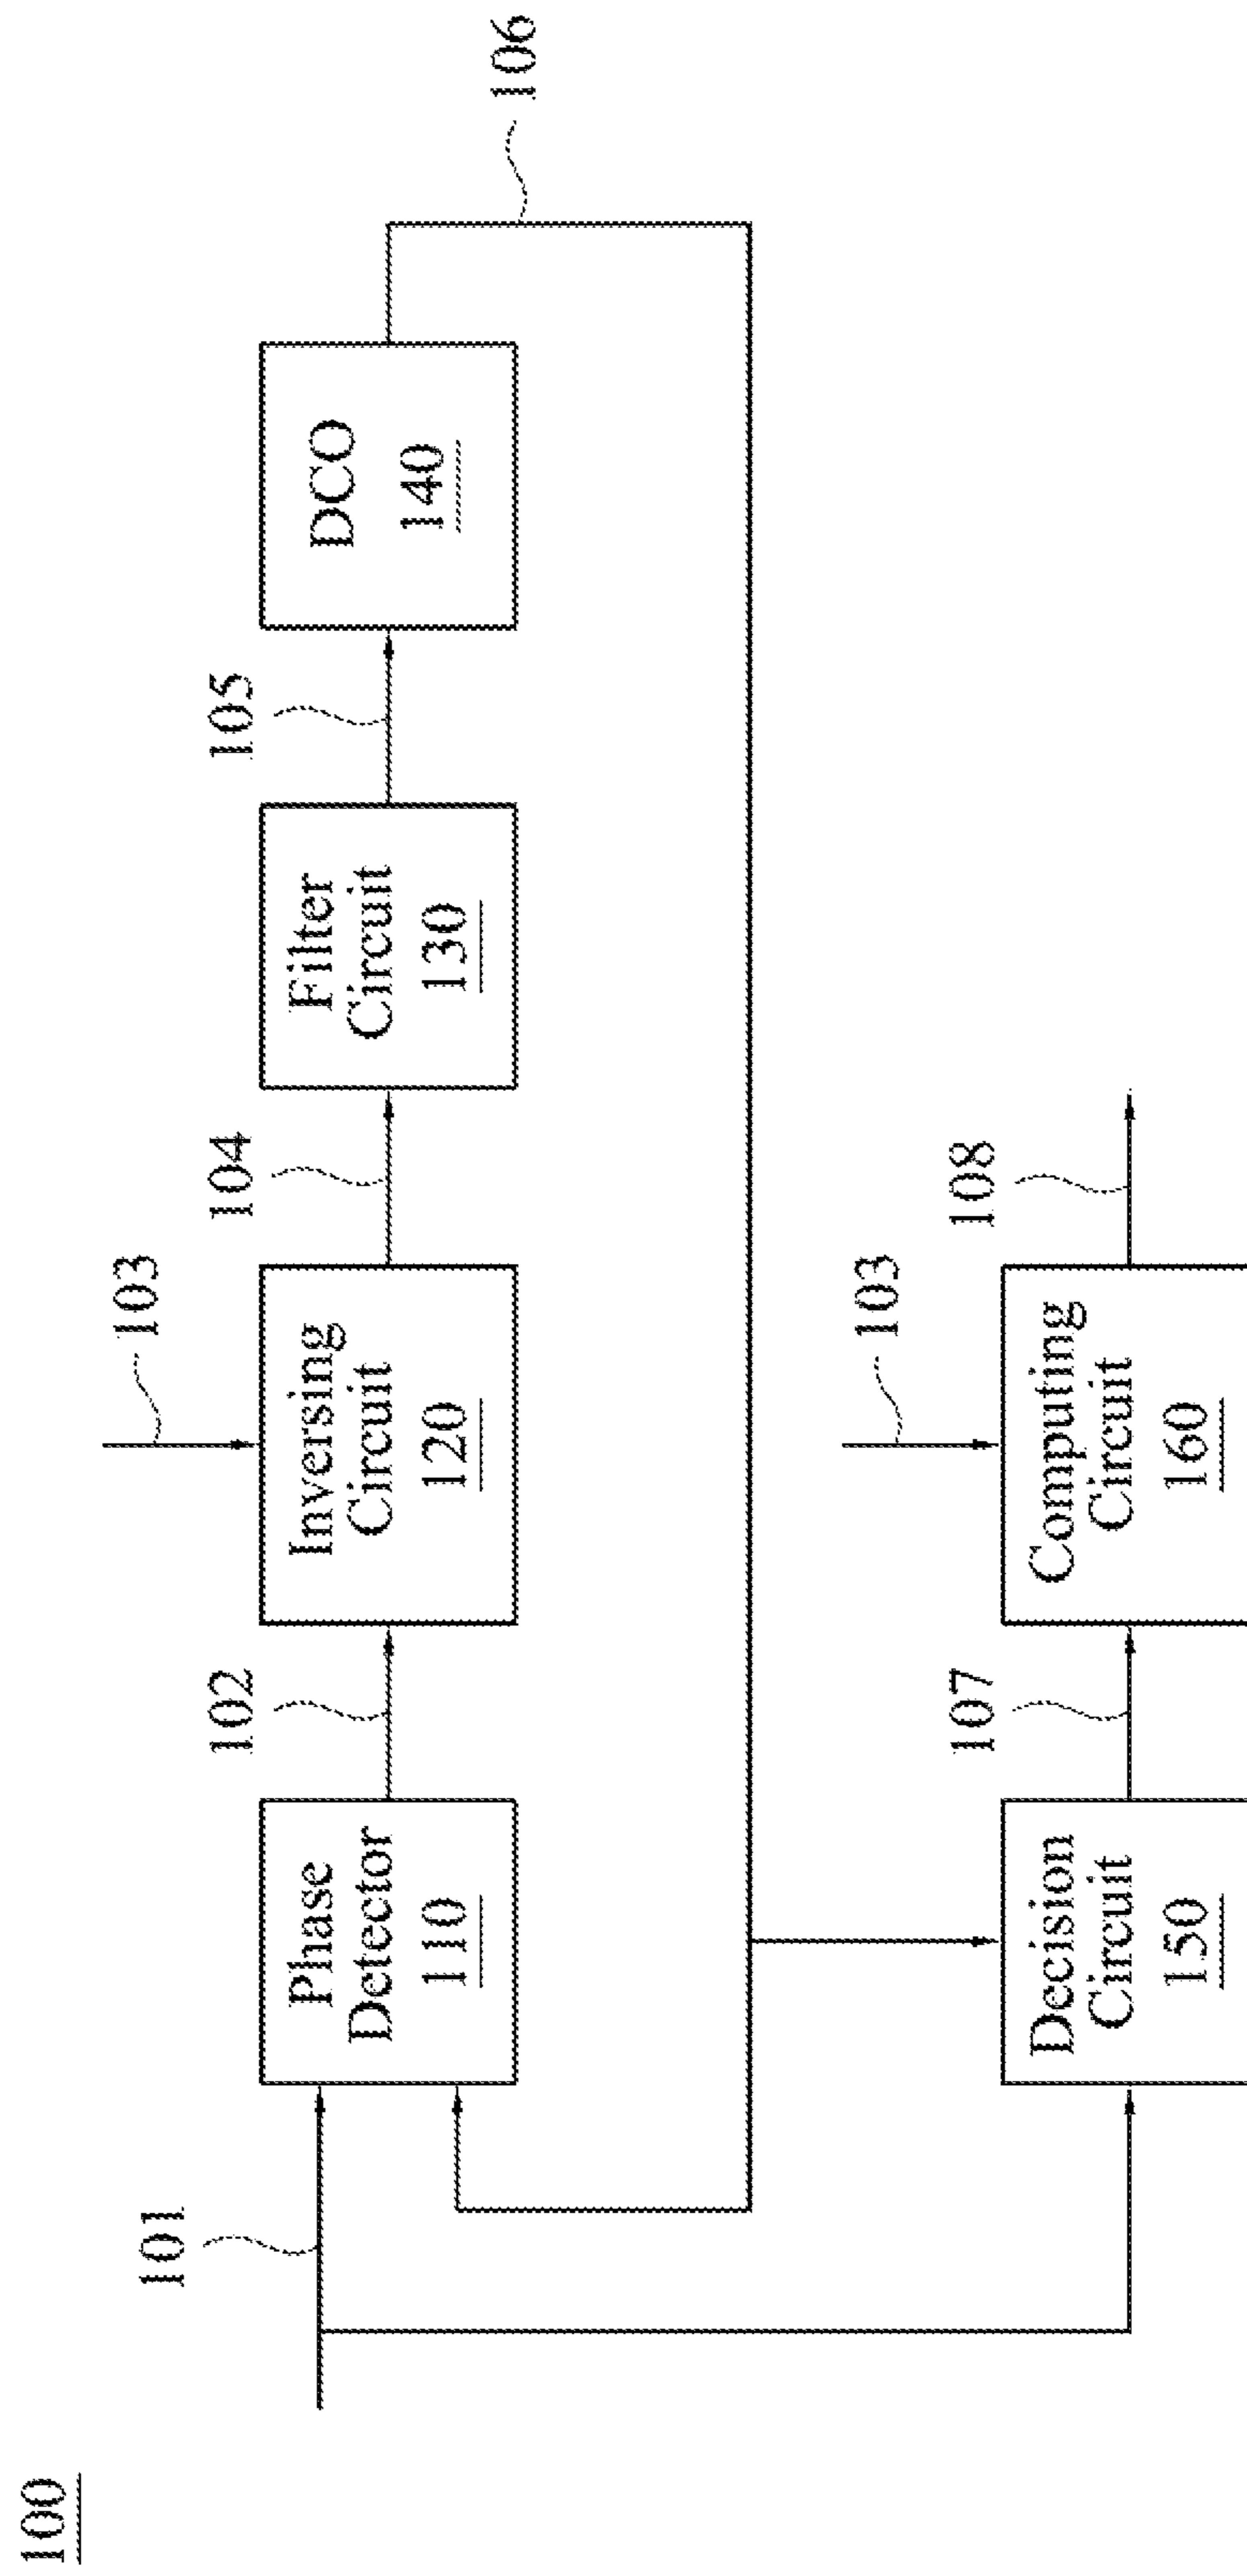 100
101
Phase
Detector
110
102
103
Inversing
Circuit
120
104
Filter
Circuit
130
105
DCO
140
106
Decision
Circuit
150
107
103
Computing
Circuit
160
108